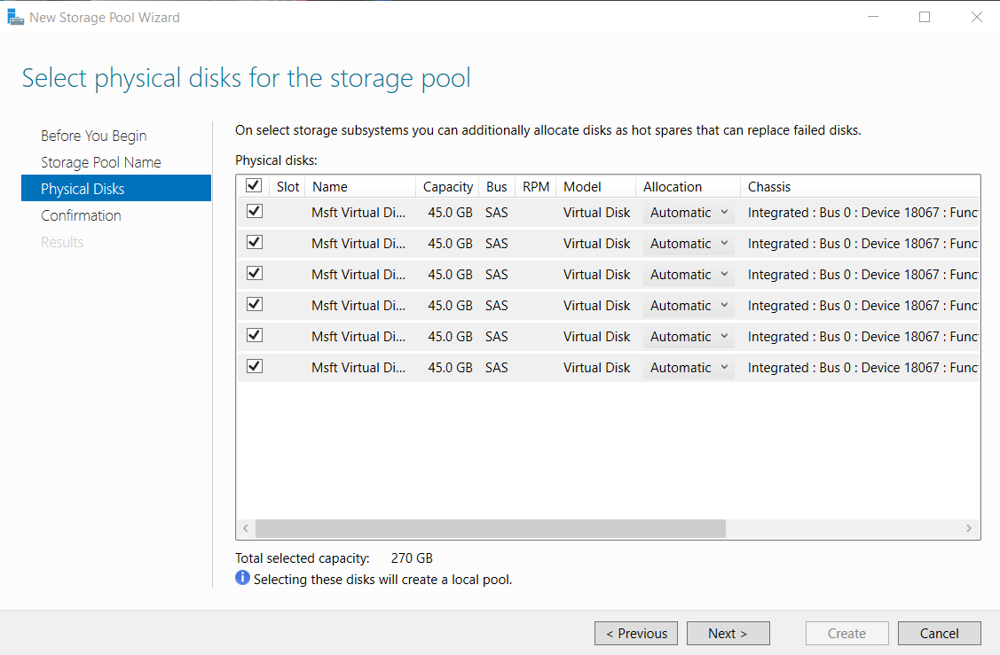 New Storage Pool Wizard
Select physical disks for the storage pool
Before You Begin
Storage Pool Name
Physical Disks
Confirmation
Results
On select storage subsystems you can additionally allocate disks as hot spares that can replace failed disks.
Physical disks:
Slot Name Capacity Bus RPM Model Allocation Chassis
Msft Virtual Di... 45.0 GB SAS Virtual Disk Automatic Integrated : Bus 0 : Device 18067 : Func
Msft Virtual Di... 45.0 GB SAS Virtual Disk Automatic Integrated : Bus 0 : Device 18067 : Func
Msft Virtual Di... 45.0 GB SAS Virtual Disk Automatic Integrated : Bus 0 : Device 18067 : Func
Msft Virtual Di... 45.0 GB SAS Virtual Disk Automatic Integrated : Bus 0 : Device 18067 : Func
Msft Virtual Di... 45.0 GB SAS Virtual Disk Automatic Integrated : Bus 0 : Device 18067 : Func
Msft Virtual Di... 45.0 GB SAS Virtual Disk Automatic Integrated : Bus 0 : Device 18067 : Func
Total selected capacity: 270 GB
Selecting these disks will create a local pool.
< Previous Next > Create Cancel